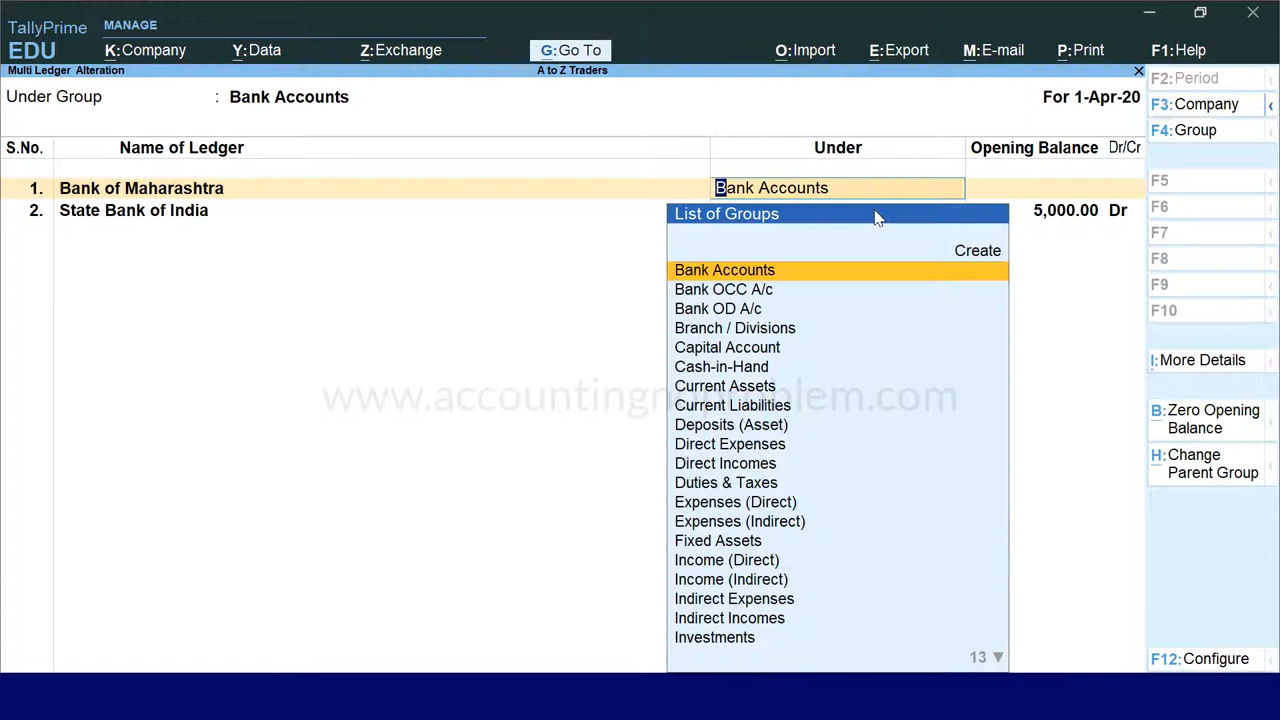 TallyPrime
MANAGE
EDU
K:Company
Y:Data
Z:Exchange
G:Go To
O:Import
E:Export
M:E-mail
P:Print
F1:Help
Multi Ledger Alteration
A to Z Traders
Under Group : Bank Accounts
For 1-Apr-20
S.No. Name of Ledger Under Opening Balance Dr/Cr
1. Bank of Maharashtra Bank Accounts
2. State Bank of India 5,000.00 Dr
List of Groups
Create
Bank Accounts
Bank OCC A/c
Bank OD A/c
Branch / Divisions
Capital Account
Cash-in-Hand
Current Assets
Current Liabilities
Deposits (Asset)
Direct Expenses
Direct Incomes
Duties & Taxes
Expenses (Direct)
Expenses (Indirect)
Fixed Assets
Income (Direct)
Income (Indirect)
Indirect Expenses
Indirect Incomes
Investments
13 ▼
www.accountingnoproblem.com
F2:Period
F3:Company
F4:Group
F5
F6
F7
F8
F9
F10
I:More Details
B:Zero Opening
Balance
H:Change
Parent Group
F12:Configure